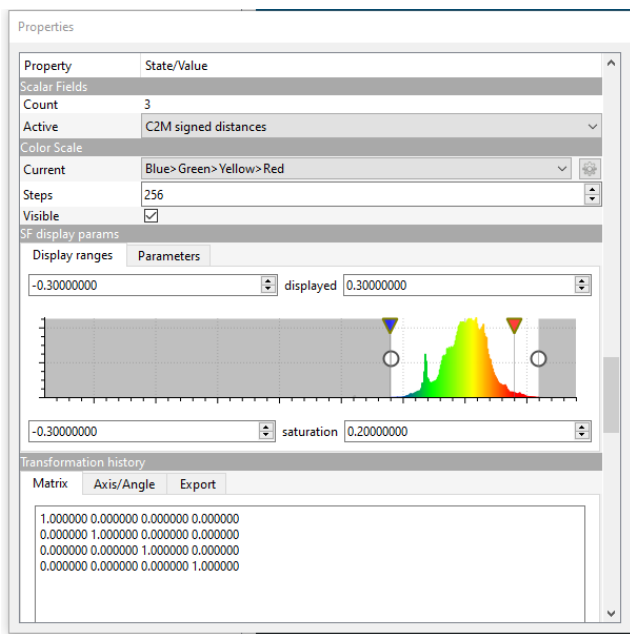 Properties
Property State/Value
Scalar Fields
Count 3
Active C2M signed distances
Color Scale
Current Blue>Green>Yellow>Red
Steps 256
Visible
SF display params
Display ranges Parameters
-0.30000000 displayed 0.30000000
-0.30000000 saturation 0.20000000
Transformation history
Matrix Axis/Angle Export
1.000000 0.000000 0.000000 0.000000
0.000000 1.000000 0.000000 0.000000
0.000000 0.000000 1.000000 0.000000
0.000000 0.000000 0.000000 1.000000